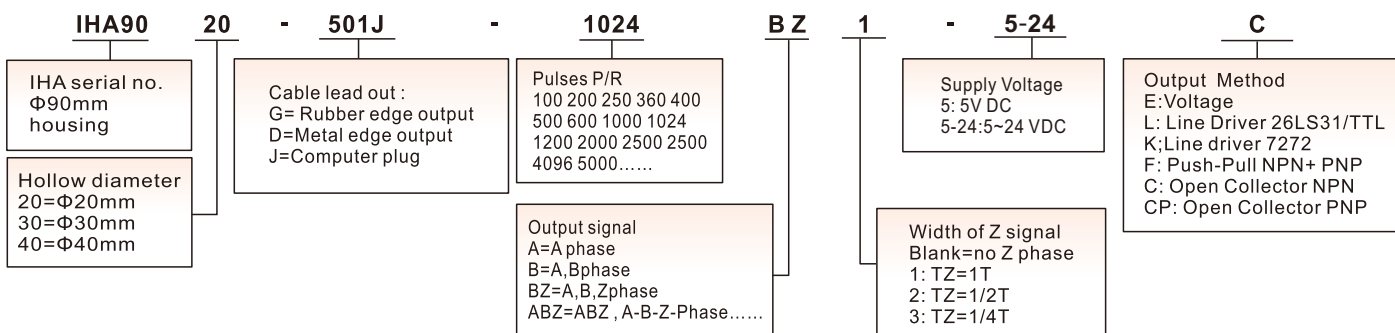 IHA90 20 - 501J - 1024 BZ 1 - 5-24 C
IHA serial no.
Φ90mm
housing
Hollow diameter
20=Φ20mm
30=Φ30mm
40=Φ40mm
Cable lead out :
G= Rubber edge output
D=Metal edge output
J=Computer plug
Pulses P/R
100 200 250 360 400
500 600 1000 1024
1200 2000 2500 2500
4096 5000......
Output signal
A=A phase
B=A,Bphase
BZ=A,B,Zphase
ABZ=ABZ , A-B-Z-Phase......
Width of Z signal
Blank=no Z phase
1: TZ=1T
2: TZ=1/2T
3: TZ=1/4T
Supply Voltage
5: 5V DC
5-24:5~24 VDC
Output Method
E:Voltage
L: Line Driver 26LS31/TTL
K;Line driver 7272
F: Push-Pull NPN+ PNP
C: Open Collector NPN
CP: Open Collector PNP